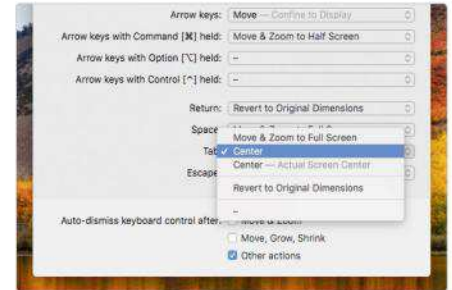 Arrow keys: Move — Confine to Display
Arrow keys with Command [⌘] held: Move & Zoom to Half Screen
Arrow keys with Option [⌥] held: –
Arrow keys with Control [^] held: –
Return: Revert to Original Dimensions
Space
Move & Zoom to Full Screen
Tab ✓ Center
Center — Actual Screen Center
Escape
Revert to Original Dimensions
–
Auto-dismiss keyboard control after: Move & Zoom
Move, Grow, Shrink
Other actions